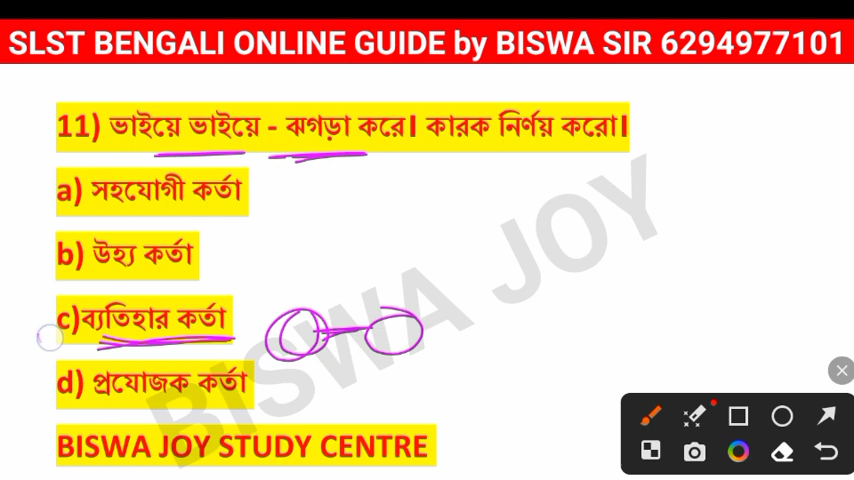 SLST BENGALI ONLINE GUIDE by BISWA SIR 6294977101
11) ভাইয়ে ভাইয়ে - ঝগড়া করে। কারক নির্ণয় করো।
a) সহযোগী কর্তা
b) উহ্য কর্তা
c)ব্যতিহার কর্তা
d) প্রযোজক কর্তা
BISWA JOY STUDY CENTRE
BISWA JOY